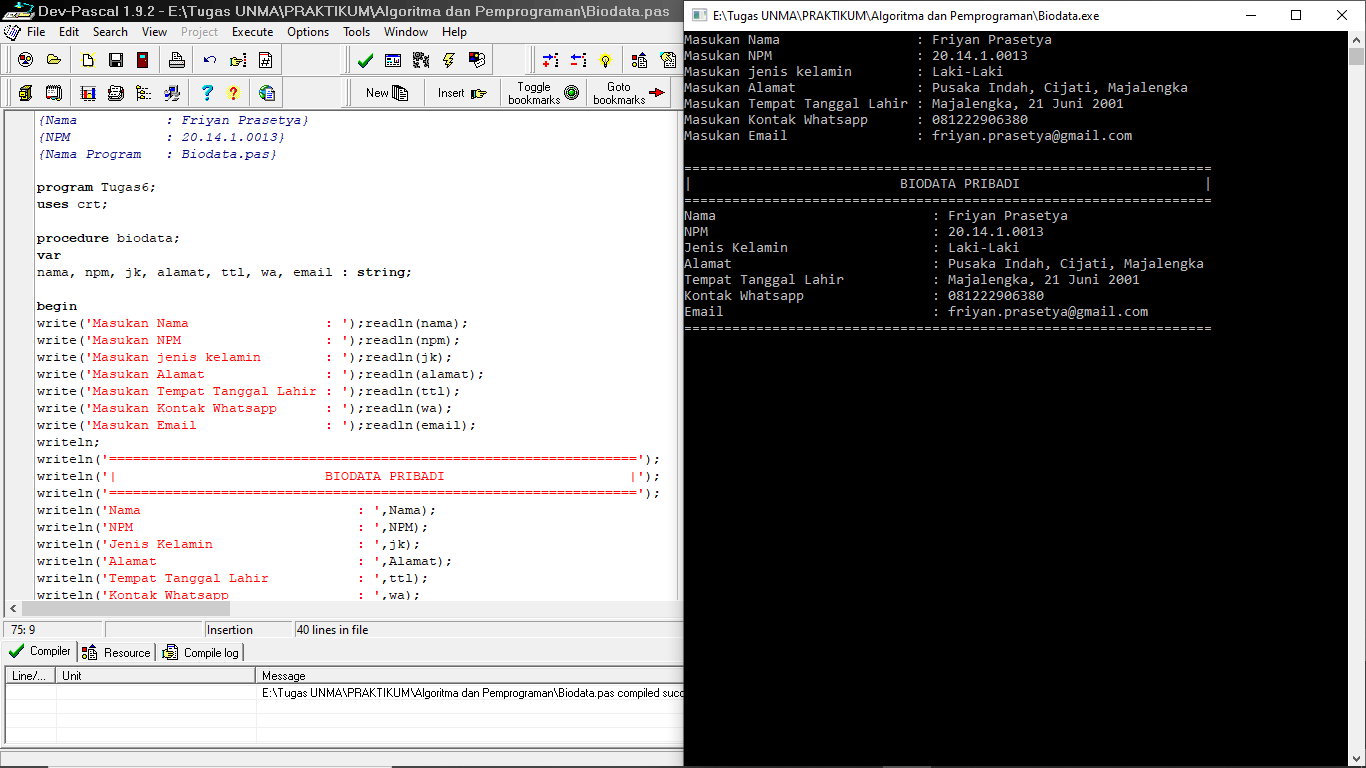 Dev-Pascal 1.9.2 - E:\Tugas UNMA\PRAKTIKUM\Algoritma dan Pemprograman\Biodata.pas
File Edit Search View Project Execute Options Tools Window Help
New Insert Toggle bookmarks Goto bookmarks
{Nama           : Friyan Prasetya}
{NPM            : 20.14.1.0013}
{Nama Program   : Biodata.pas}
program Tugas6;
uses crt;
procedure biodata;
var
nama, npm, jk, alamat, ttl, wa, email : string;
begin
write('Masukan Nama                 : ');readln(nama);
write('Masukan NPM                  : ');readln(npm);
write('Masukan jenis kelamin        : ');readln(jk);
write('Masukan Alamat               : ');readln(alamat);
write('Masukan Tempat Tanggal Lahir : ');readln(ttl);
write('Masukan Kontak Whatsapp      : ');readln(wa);
write('Masukan Email                : ');readln(email);
writeln;
writeln('==================================================================');
writeln('|                          BIODATA PRIBADI                       |');
writeln('==================================================================');
writeln('Nama                           : ',Nama);
writeln('NPM                            : ',NPM);
writeln('Jenis Kelamin                  : ',jk);
writeln('Alamat                         : ',Alamat);
writeln('Tempat Tanggal Lahir           : ',ttl);
writeln('Kontak Whatsapp                : ',wa);
75: 9 Insertion 40 lines in file
Compiler Resource Compile log
Line/... Unit Message
E:\Tugas UNMA\PRAKTIKUM\Algoritma dan Pemprograman\Biodata.pas compiled succ
E:\Tugas UNMA\PRAKTIKUM\Algoritma dan Pemprograman\Biodata.exe
Masukan Nama                 : Friyan Prasetya
Masukan NPM                  : 20.14.1.0013
Masukan jenis kelamin        : Laki-Laki
Masukan Alamat               : Pusaka Indah, Cijati, Majalengka
Masukan Tempat Tanggal Lahir : Majalengka, 21 Juni 2001
Masukan Kontak Whatsapp      : 081222906380
Masukan Email                : friyan.prasetya@gmail.com
==================================================================
|                          BIODATA PRIBADI                       |
==================================================================
Nama                           : Friyan Prasetya
NPM                            : 20.14.1.0013
Jenis Kelamin                  : Laki-Laki
Alamat                         : Pusaka Indah, Cijati, Majalengka
Tempat Tanggal Lahir           : Majalengka, 21 Juni 2001
Kontak Whatsapp                : 081222906380
Email                          : friyan.prasetya@gmail.com
==================================================================